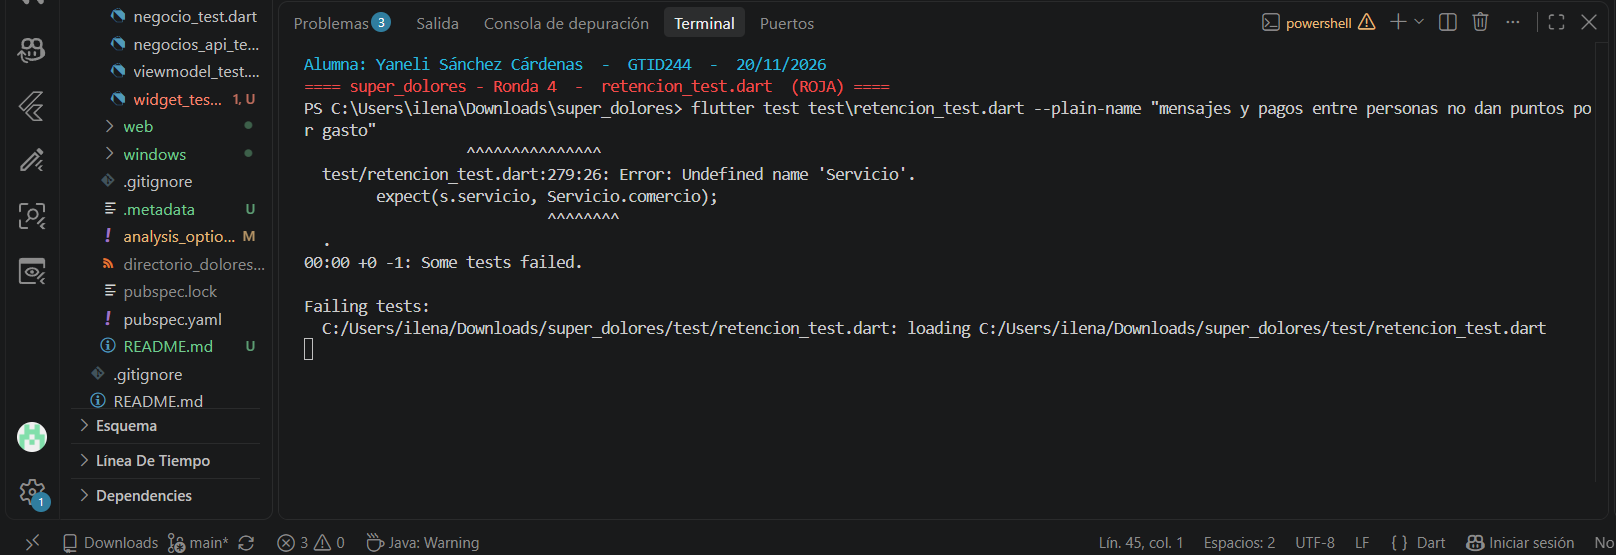 negocio_test.dart
negocios_api_te...
viewmodel_test....
widget_tes... 1, U
web
windows
.gitignore
.metadata U
analysis_optio... M
directorio_dolores...
pubspec.lock
pubspec.yaml
README.md U
.gitignore
README.md
Esquema
Línea De Tiempo
Dependencies
1
Problemas 3 Salida Consola de depuración Terminal Puertos
powershell
Alumna: Yaneli Sánchez Cárdenas - GTID244 - 20/11/2026
==== super_dolores - Ronda 4 - retencion_test.dart (ROJA) ====
PS C:\Users\ilena\Downloads\super_dolores> flutter test test\retencion_test.dart --plain-name "mensajes y pagos entre personas no dan puntos po
r gasto"
^^^^^^^^^^^^^^^
test/retencion_test.dart:279:26: Error: Undefined name 'Servicio'.
expect(s.servicio, Servicio.comercio);
^^^^^^^^
.
00:00 +0 -1: Some tests failed.
Failing tests:
C:/Users/ilena/Downloads/super_dolores/test/retencion_test.dart: loading C:/Users/ilena/Downloads/super_dolores/test/retencion_test.dart
Downloads main* 3 0 Java: Warning Lín. 45, col. 1 Espacios: 2 UTF-8 LF { } Dart Iniciar sesión No